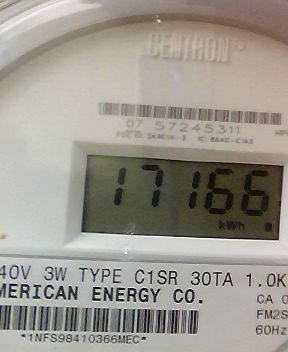 CENTRON
07 57245311
17166
kWh
40V 3W TYPE C1SR 30TA 1.0K
MERICAN ENERGY CO.
CA 0
FM2S
60Hz
*1NFS98410366MEC*